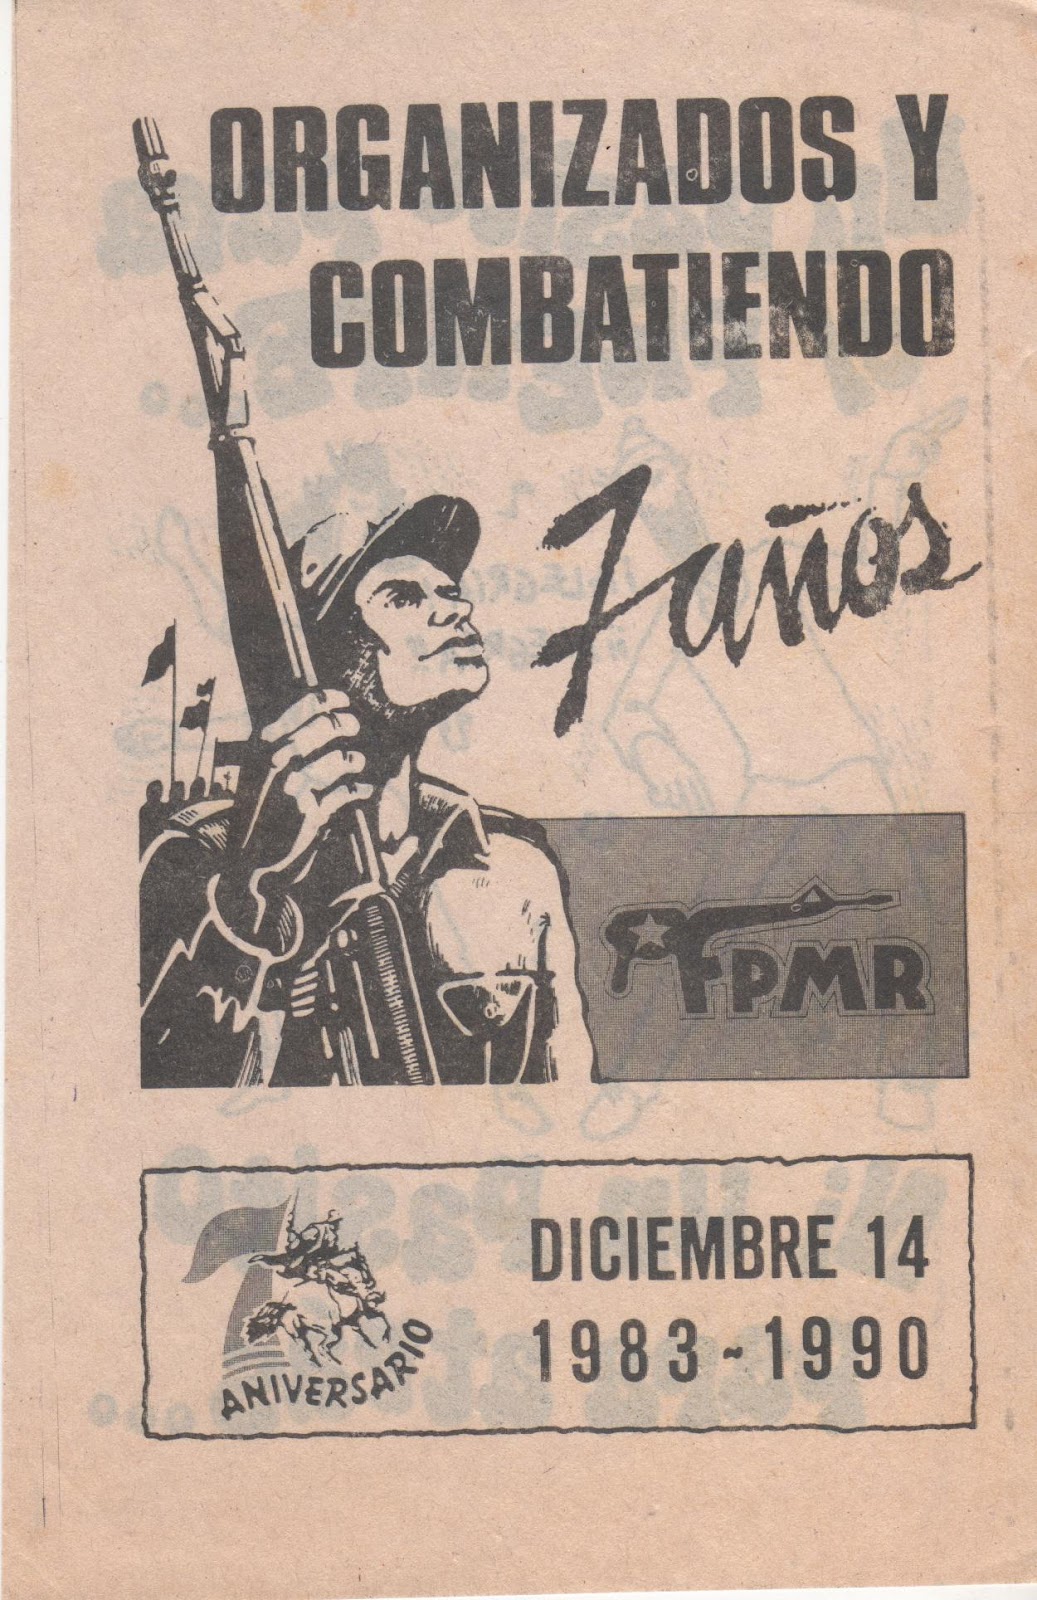 ORGANIZADOS Y
COMBATIENDO
7 años
FPMR
7
ANIVERSARIO
DICIEMBRE 14
1983-1990